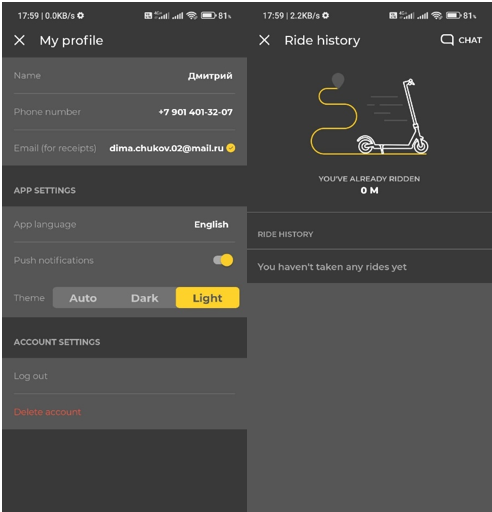 17:59 | 0.0KB/s
81%
My profile
Name Дмитрий
Phone number +7 901 401-32-07
Email (for receipts) dima.chukov.02@mail.ru
APP SETTINGS
App language English
Push notifications
Theme Auto Dark Light
ACCOUNT SETTINGS
Log out
Delete account
17:59 | 2.2KB/s
81%
Ride history
CHAT
YOU'VE ALREADY RIDDEN
0 M
RIDE HISTORY
You haven't taken any rides yet